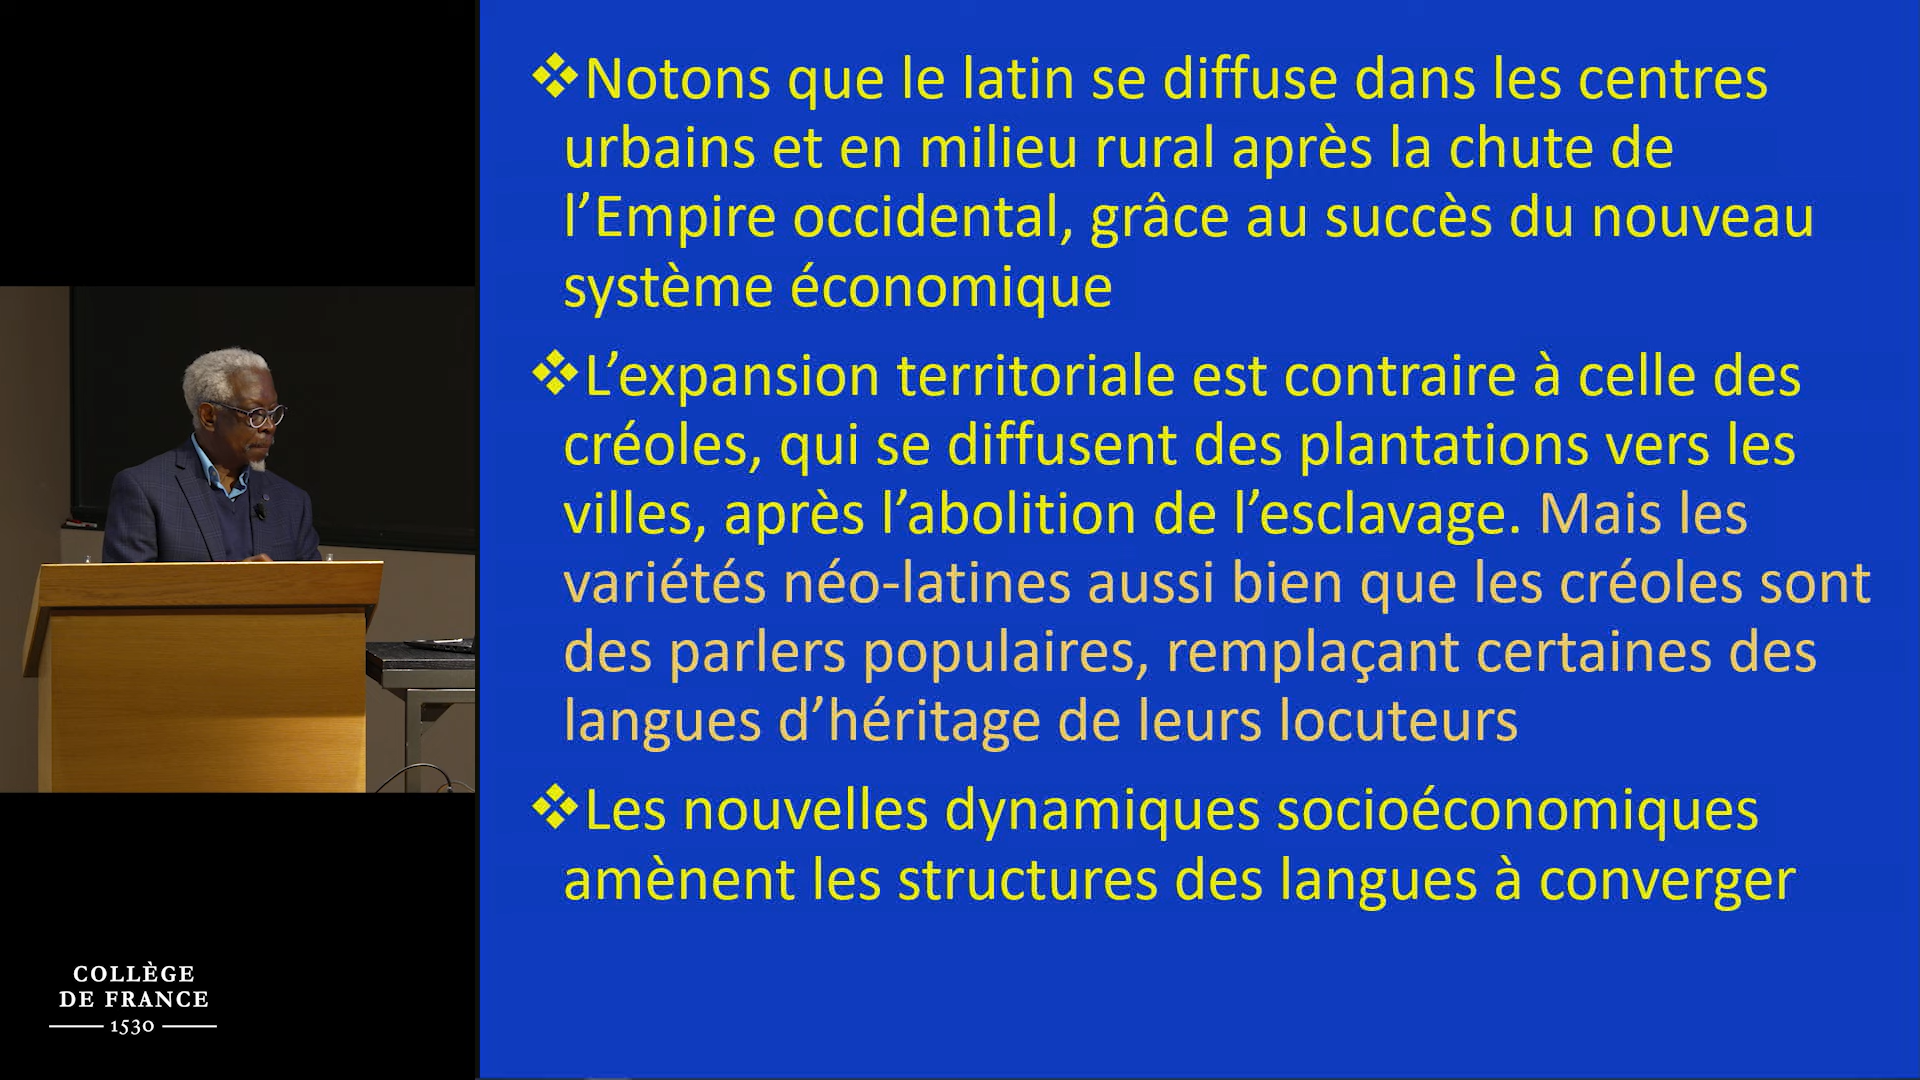 ❖Notons que le latin se diffuse dans les centres
urbains et en milieu rural après la chute de
l’Empire occidental, grâce au succès du nouveau
système économique
❖L’expansion territoriale est contraire à celle des
créoles, qui se diffusent des plantations vers les
villes, après l’abolition de l’esclavage. Mais les
variétés néo-latines aussi bien que les créoles sont
des parlers populaires, remplaçant certaines des
langues d’héritage de leurs locuteurs
❖Les nouvelles dynamiques socioéconomiques
amènent les structures des langues à converger
COLLÈGE
DE FRANCE
1530